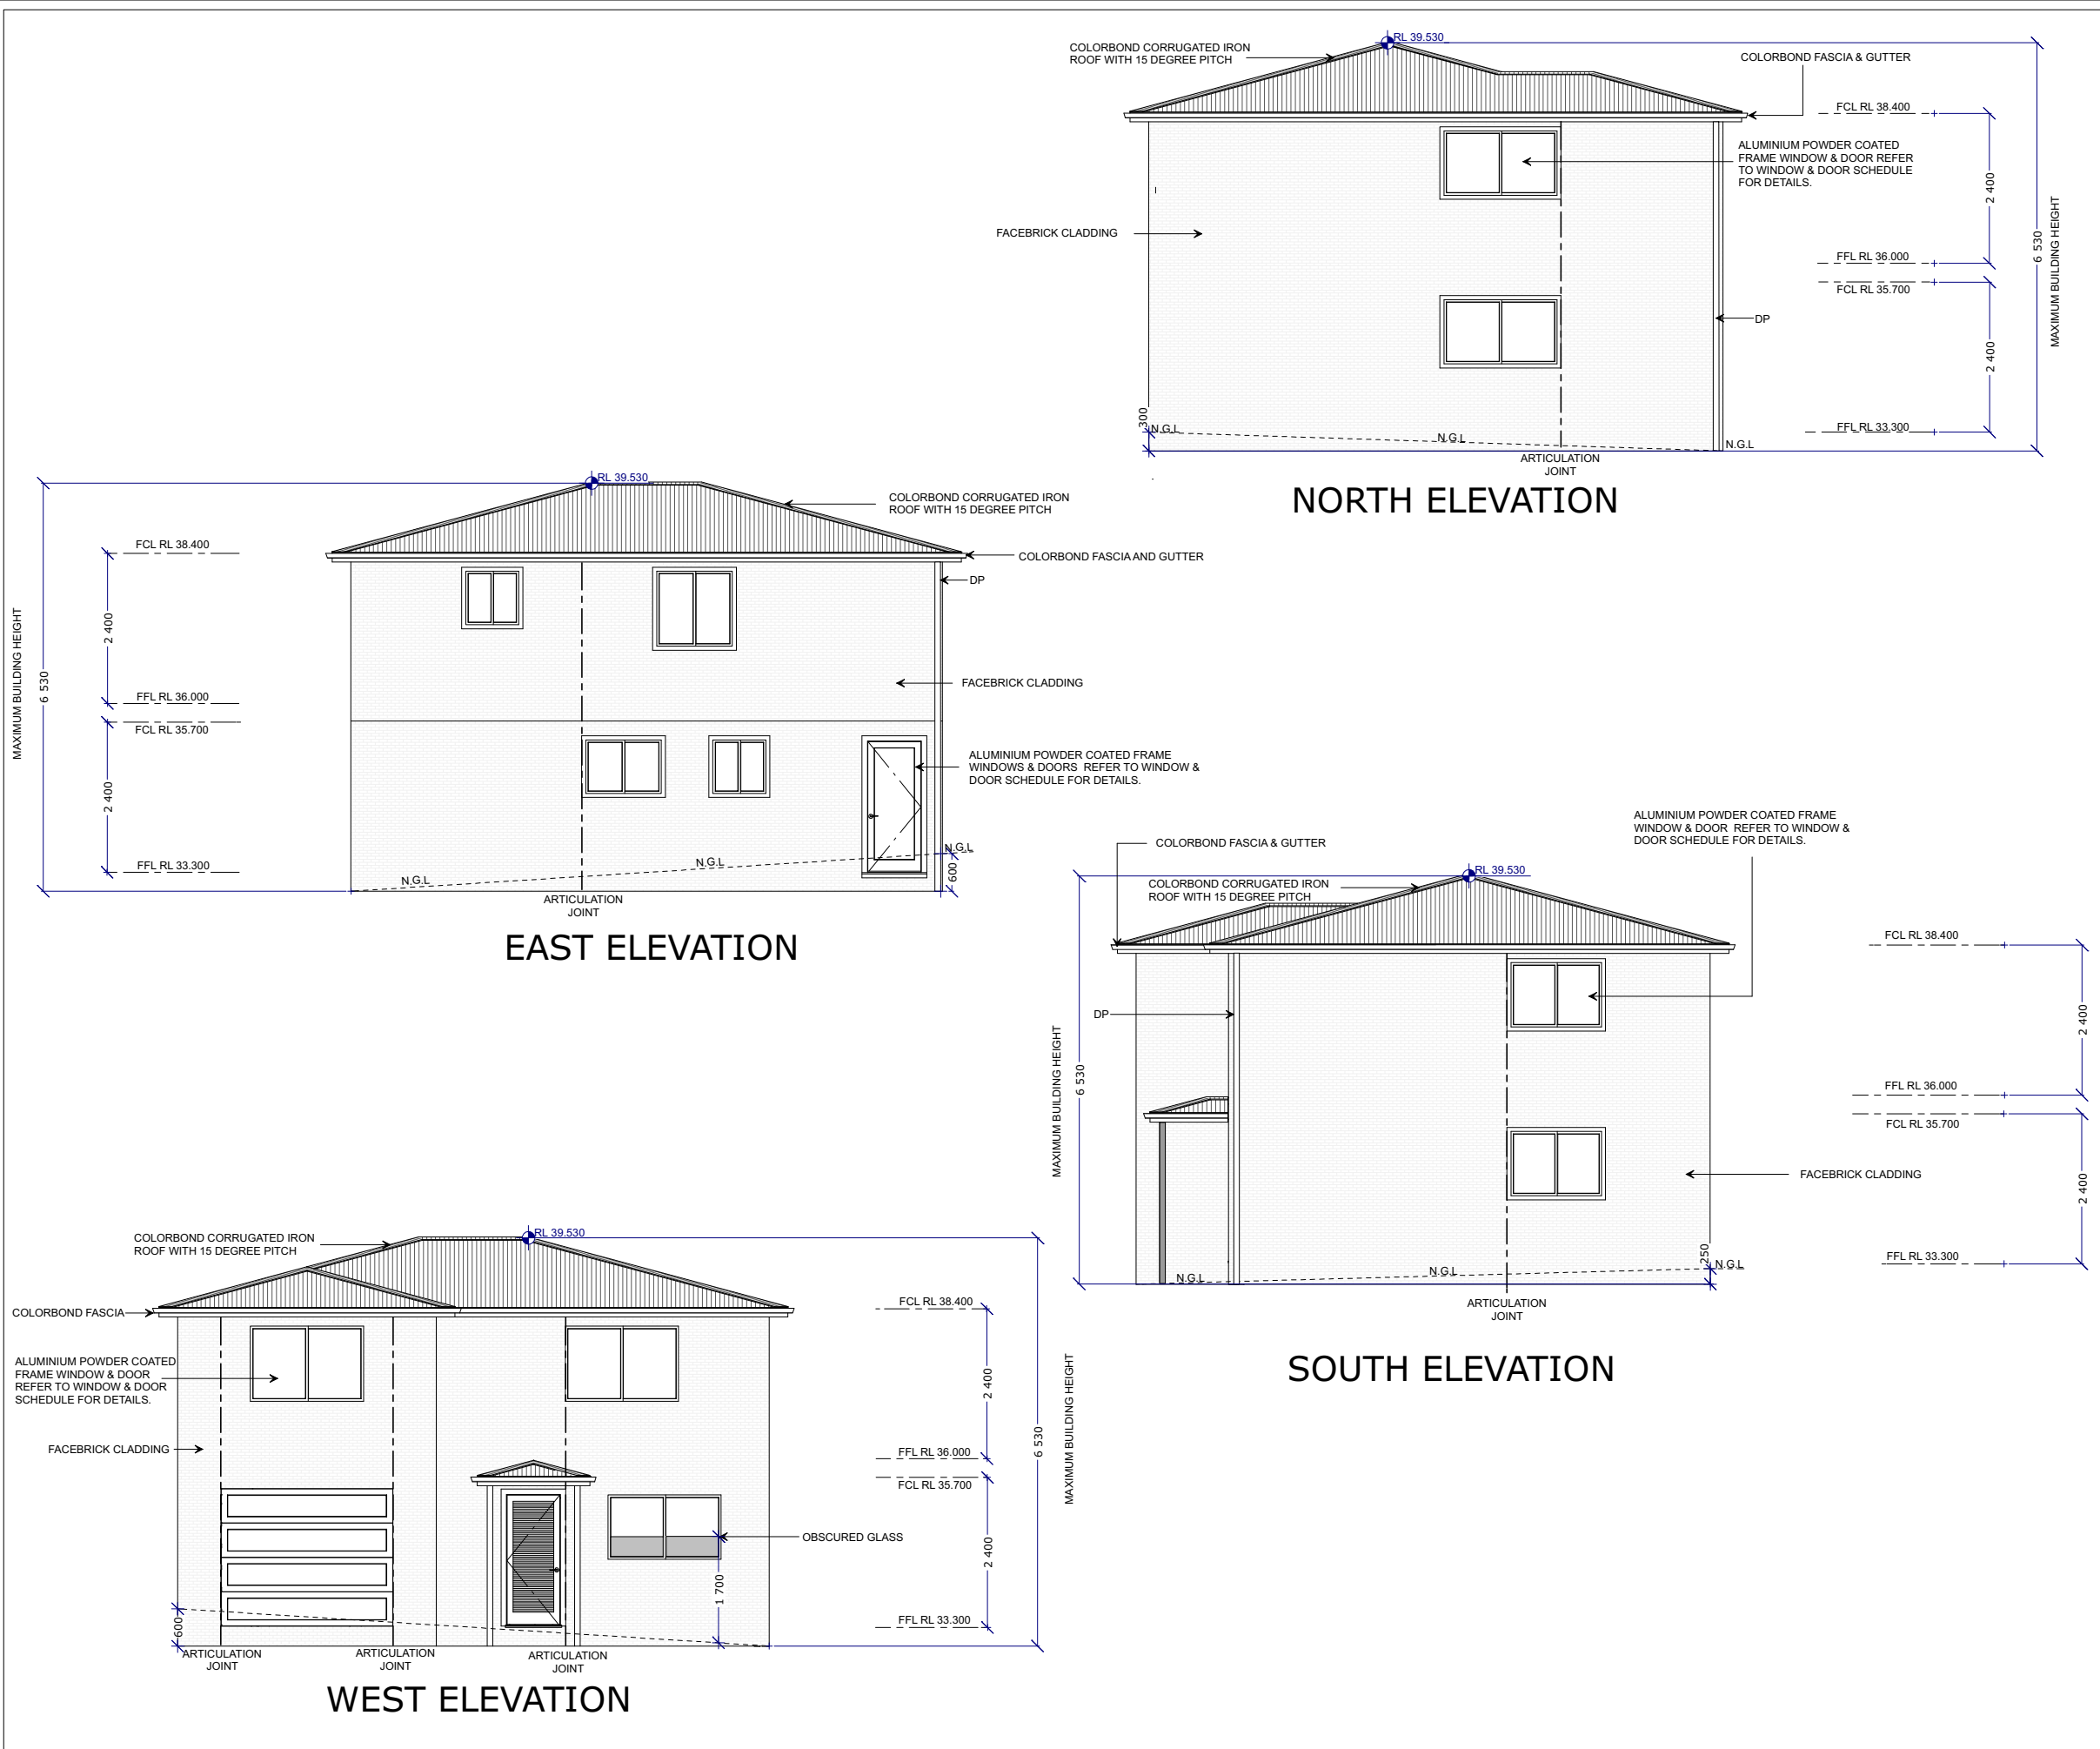 RL 39.530
COLORBOND CORRUGATED IRON
ROOF WITH 15 DEGREE PITCH
COLORBOND FASCIA & GUTTER
FCL RL 38.400
ALUMINIUM POWDER COATED
FRAME WINDOW & DOOR REFER
TO WINDOW & DOOR SCHEDULE
FOR DETAILS.
2 400
MAXIMUM BUILDING HEIGHT
6 530
FACEBRICK CLADDING
FFL RL 36.000
FCL RL 35.700
DP
2 400
300
N.G.L
N.G.L
N.G.L
FFL RL 33.300
ARTICULATION
JOINT
NORTH ELEVATION
RL 39.530
COLORBOND CORRUGATED IRON
ROOF WITH 15 DEGREE PITCH
FCL RL 38.400
COLORBOND FASCIA AND GUTTER
DP
2 400
MAXIMUM BUILDING HEIGHT
6 530
FACEBRICK CLADDING
FFL RL 36.000
FCL RL 35.700
ALUMINIUM POWDER COATED FRAME
WINDOWS & DOORS REFER TO WINDOW &
DOOR SCHEDULE FOR DETAILS.
2 400
FFL RL 33.300
N.G.L
N.G.L
N.G.L
600
ARTICULATION
JOINT
EAST ELEVATION
ALUMINIUM POWDER COATED FRAME
WINDOW & DOOR REFER TO WINDOW &
DOOR SCHEDULE FOR DETAILS.
COLORBOND FASCIA & GUTTER
RL 39.530
COLORBOND CORRUGATED IRON
ROOF WITH 15 DEGREE PITCH
FCL RL 38.400
DP
2 400
MAXIMUM BUILDING HEIGHT
6 530
FFL RL 36.000
FCL RL 35.700
FACEBRICK CLADDING
2 400
250
N.G.L
N.G.L
N.G.L
FFL RL 33.300
ARTICULATION
JOINT
SOUTH ELEVATION
RL 39.530
COLORBOND CORRUGATED IRON
ROOF WITH 15 DEGREE PITCH
COLORBOND FASCIA
FCL RL 38.400
ALUMINIUM POWDER COATED
FRAME WINDOW & DOOR
REFER TO WINDOW & DOOR
SCHEDULE FOR DETAILS.
2 400
MAXIMUM BUILDING HEIGHT
6 530
FACEBRICK CLADDING
FFL RL 36.000
FCL RL 35.700
OBSCURED GLASS
2 400
1 700
600
FFL RL 33.300
ARTICULATION
JOINT
ARTICULATION
JOINT
ARTICULATION
JOINT
WEST ELEVATION